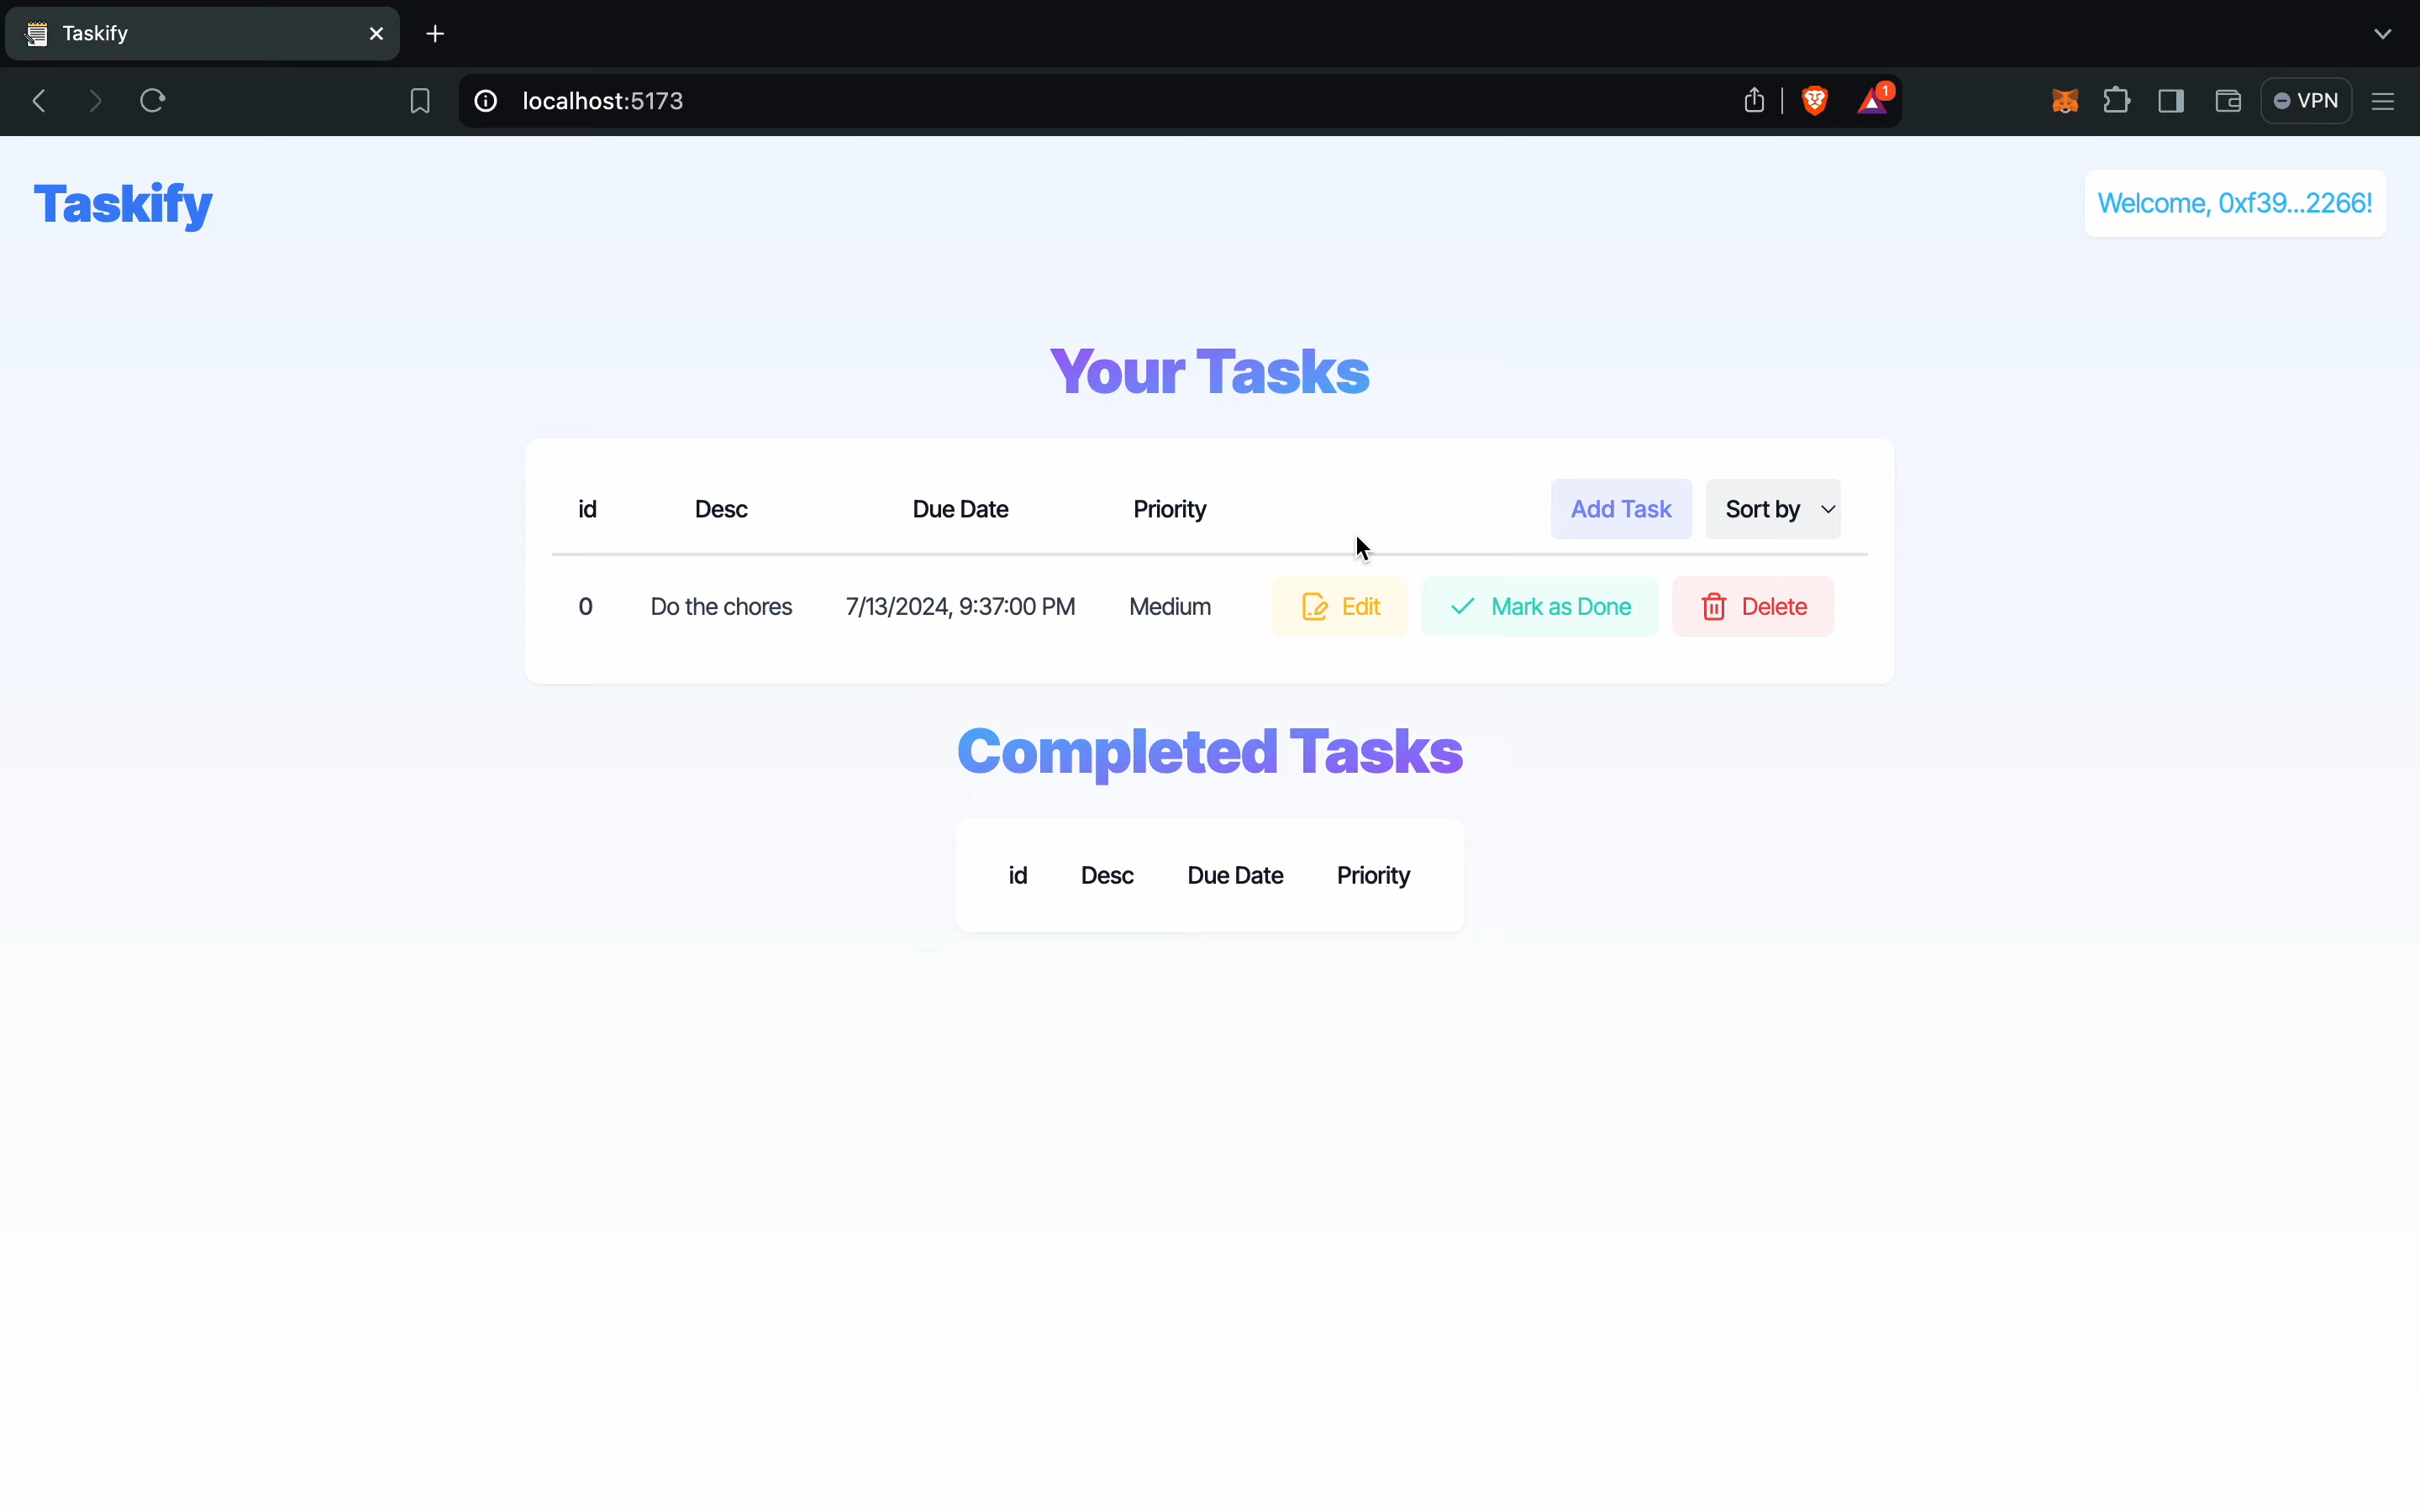 Taskify
localhost:5173
1
VPN
Taskify
Welcome, 0xf39...2266!
Your Tasks
id Desc Due Date Priority Add Task Sort by
0 Do the chores 7/13/2024, 9:37:00 PM Medium Edit Mark as Done Delete
Completed Tasks
id Desc Due Date Priority